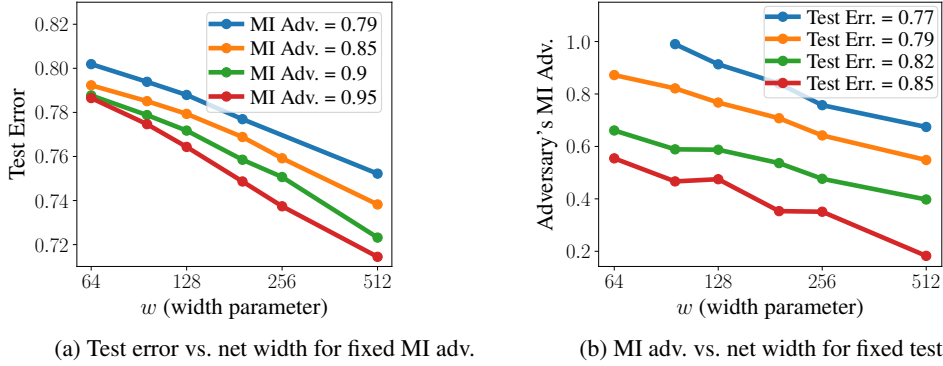 0.82
0.80
0.78
0.76
0.74
0.72
Test Error
MI Adv. = 0.79
MI Adv. = 0.85
MI Adv. = 0.9
MI Adv. = 0.95
64
128
256
512
w (width parameter)
(a) Test error vs. net width for fixed MI adv.
1.0
0.8
0.6
0.4
0.2
Adversary's MI Adv.
Test Err. = 0.77
Test Err. = 0.79
Test Err. = 0.82
Test Err. = 0.85
64
128
256
512
w (width parameter)
(b) MI adv. vs. net width for fixed test